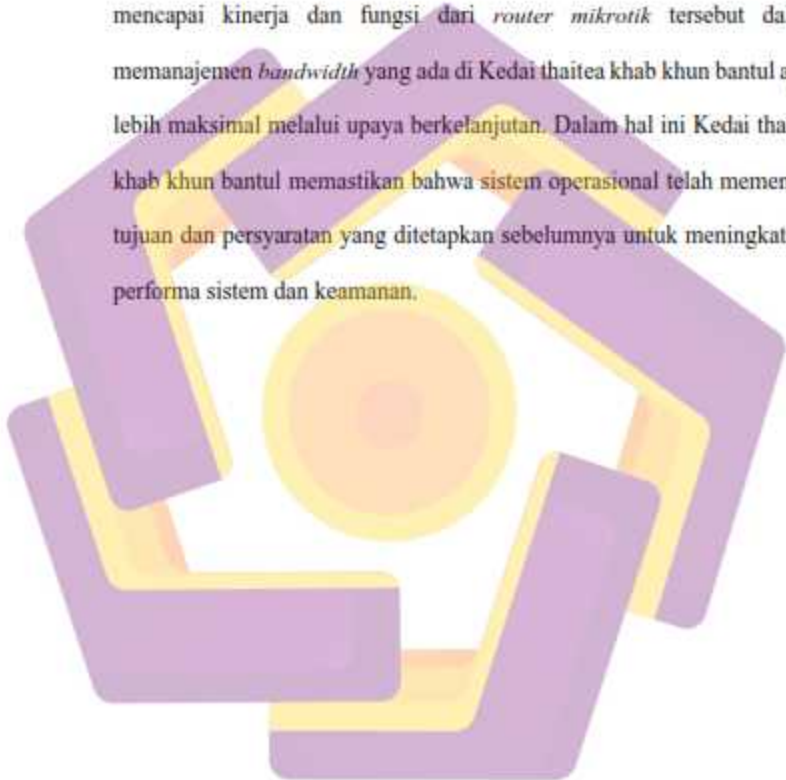 mencapai kinerja dan fungsi dari router mikrotik tersebut da
memanajemen bandwidth yang ada di Kedai thaitea khab khun bantul a
lebih maksimal melalui upaya berkelanjutan. Dalam hal ini Kedai tha
khab khun bantul memastikan bahwa sistem operasional telah memen
tujuan dan persyaratan yang ditetapkan sebelumnya untuk meningkat
performa sistem dan keamanan.